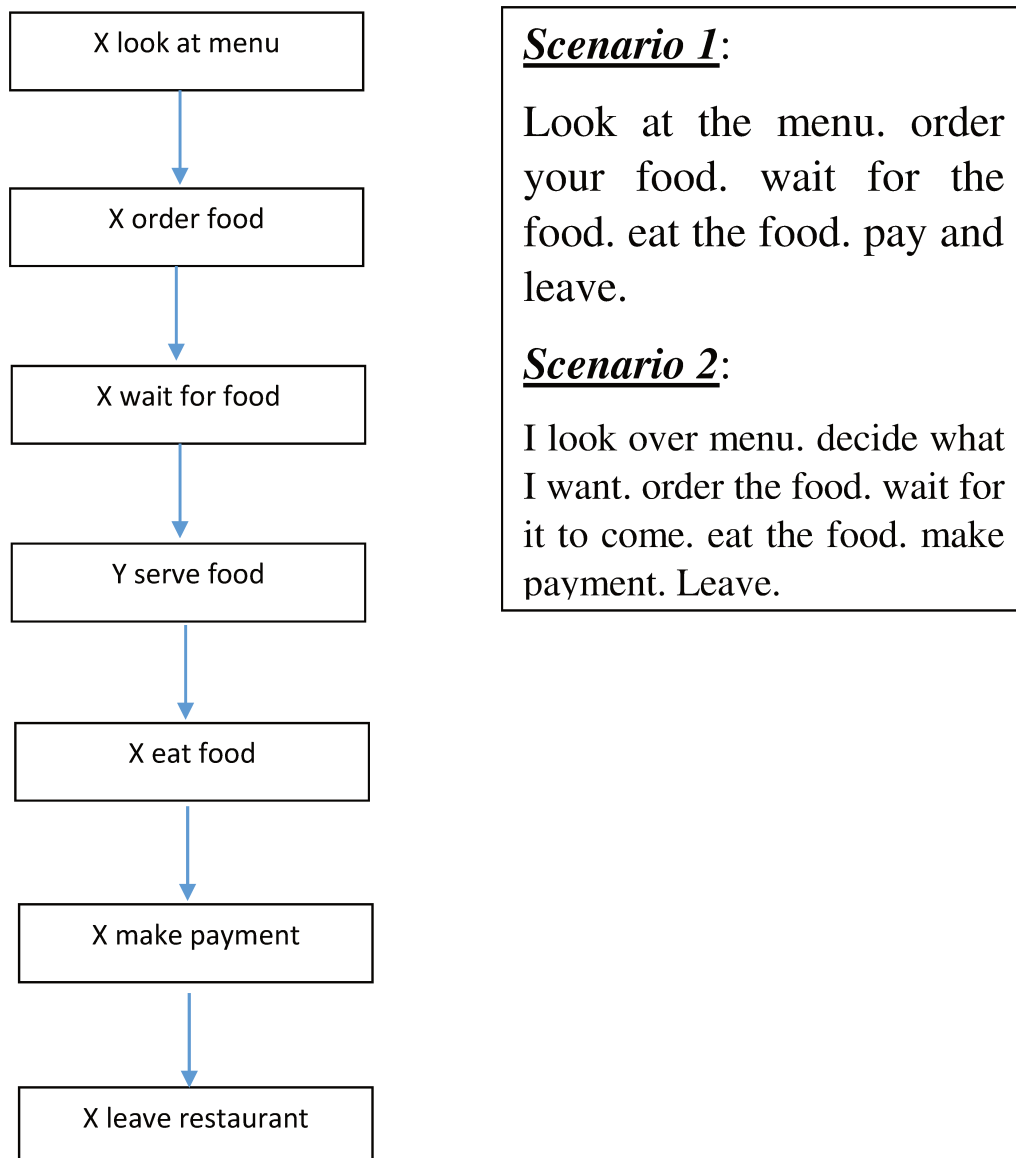 X look at menu
X order food
X wait for food
Y serve food
X eat food
X make payment
X leave restaurant
Scenario 1:
Look at the menu. order
your food. wait for the
food. eat the food. pay and
leave.
Scenario 2:
I look over menu. decide what
I want. order the food. wait for
it to come. eat the food. make
payment. Leave.